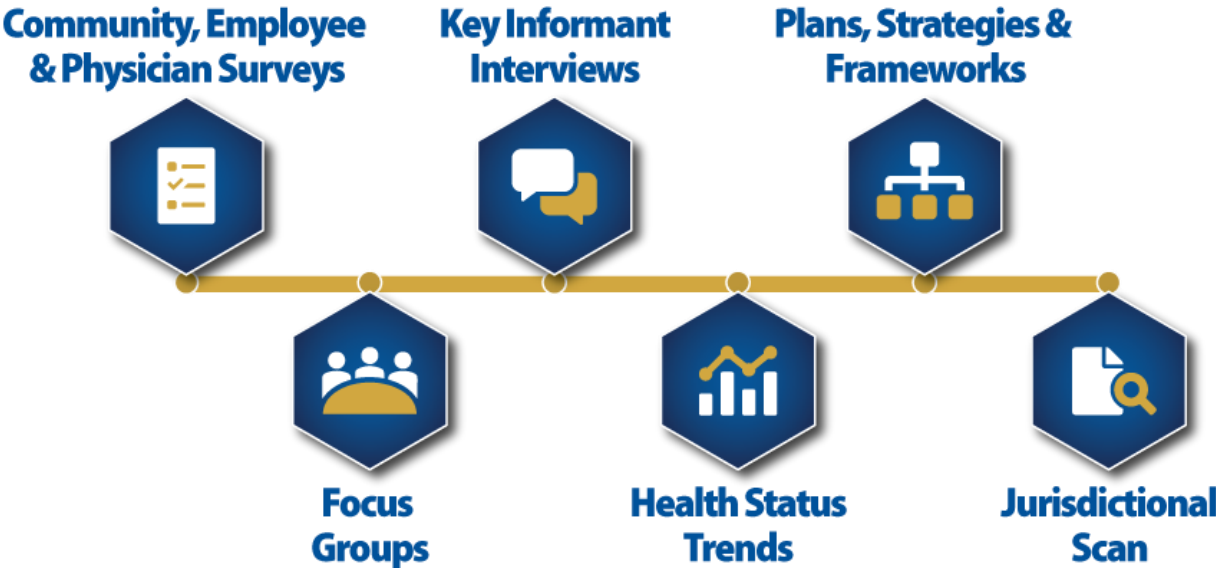 Community, Employee
& Physician Surveys
Key Informant
Interviews
Plans, Strategies &
Frameworks
Focus
Groups
Health Status
Trends
Jurisdictional
Scan